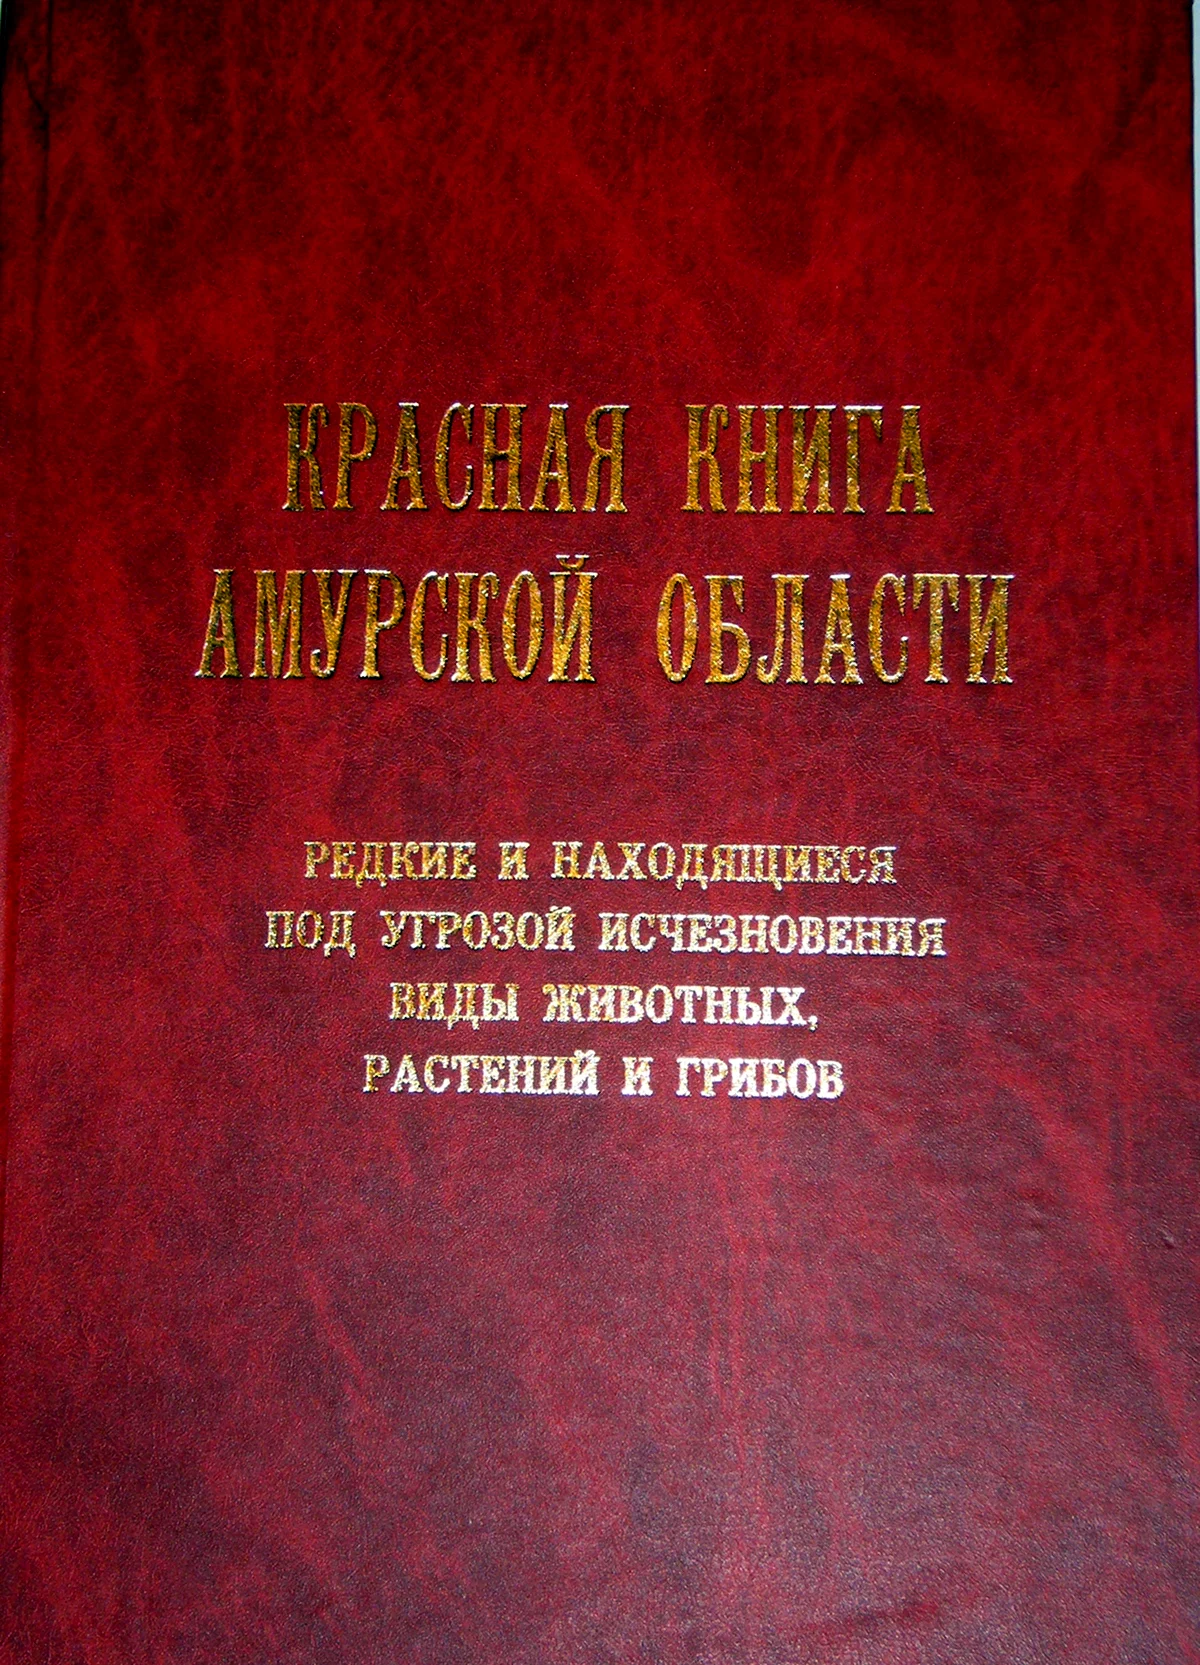 КРАСНАЯ КНИГА
АМУРСКОЙ ОБЛАСТИ
РЕДКИЕ И НАХОДЯЩИЕСЯ
ПОД УГРОЗОЙ ИСЧЕЗНОВЕНИЯ
ВИДЫ ЖИВОТНЫХ,
РАСТЕНИЙ И ГРИБОВ